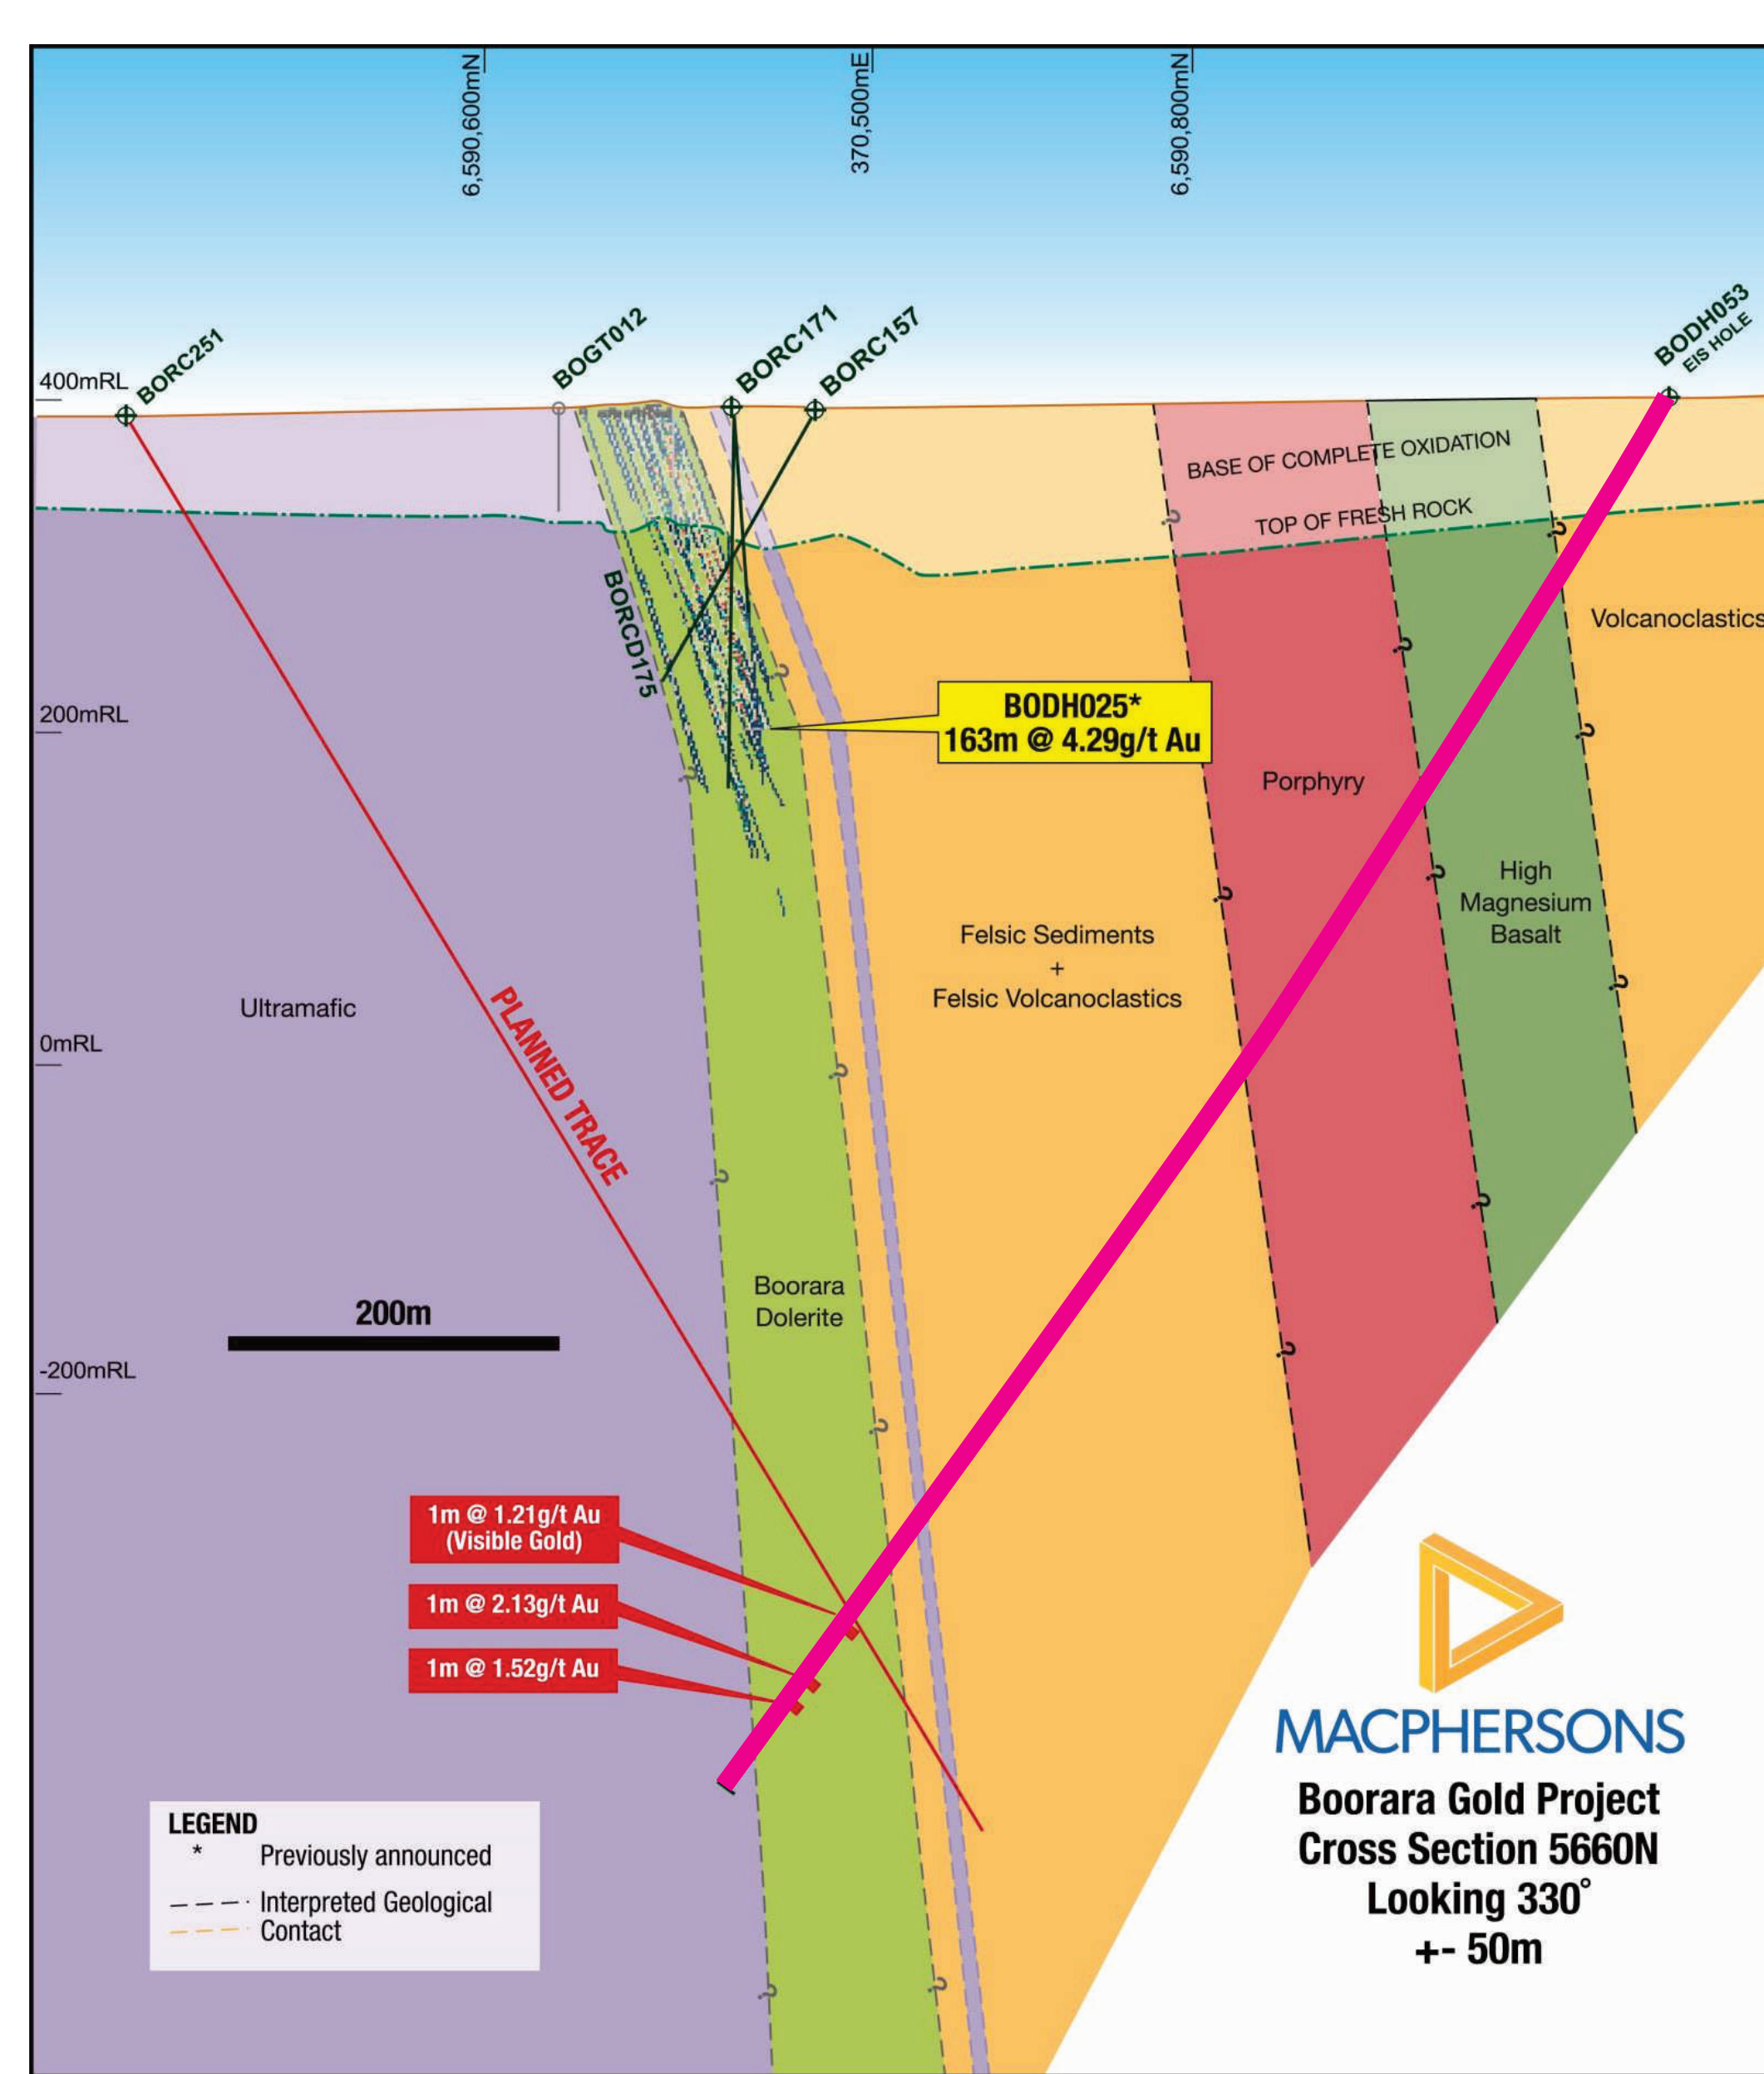 6,590,600mN
370,500mE
6,590,800mN
BORC251
BOGT012
BORC171
BORC157
BODH053
EIS HOLE
400mRL
BASE OF COMPLETE OXIDATION
TOP OF FRESH ROCK
?
?
BORCD175
Volcanoclastics
?
?
BODH025*
163m @ 4.29g/t Au
200mRL
?
?
Porphyry
?
?
High
Magnesium
Basalt
Felsic Sediments
+
Felsic Volcanoclastics
?
Ultramafic
PLANNED TRACE
0mRL
?
?
?
Boorara
Dolerite
200m
?
-200mRL
?
1m @ 1.21g/t Au
(Visible Gold)
1m @ 2.13g/t Au
1m @ 1.52g/t Au
MACPHERSONS
Boorara Gold Project
Cross Section 5660N
Looking 330°
+- 50m
LEGEND
* Previously announced
Interpreted Geological
Contact
?
?